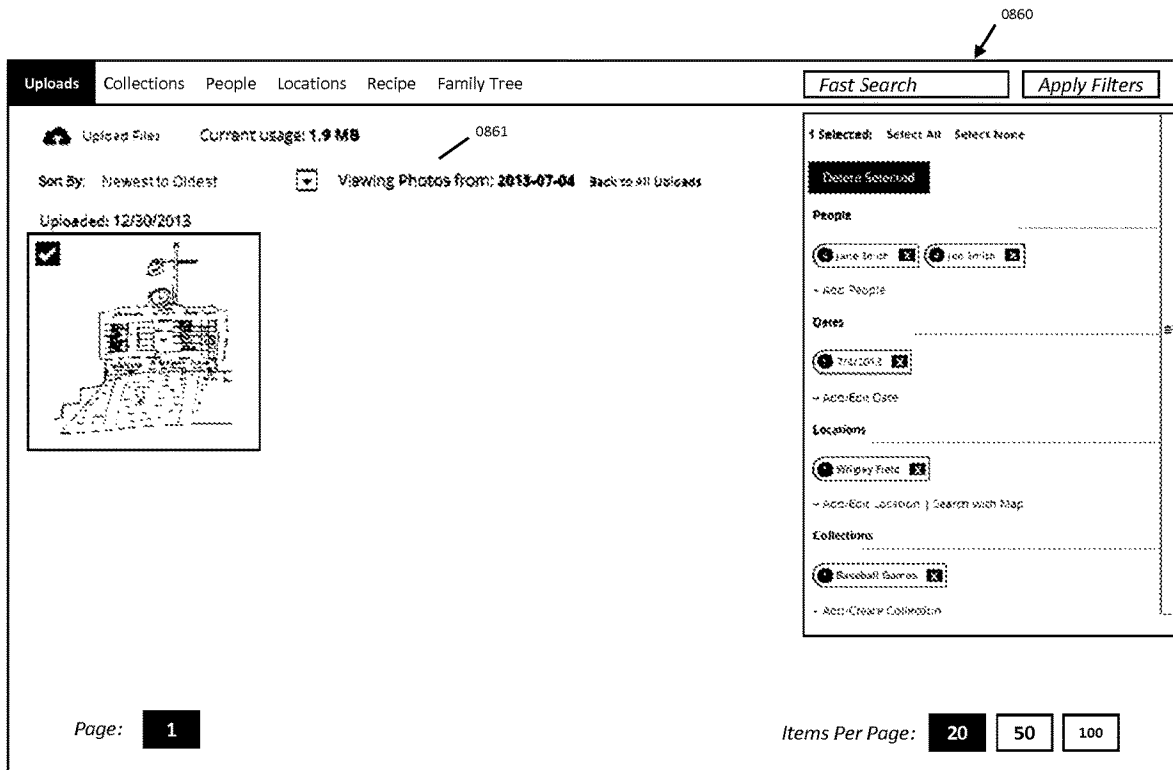 0860
Uploads Collections People Locations Recipe Family Tree Fast Search Apply Filters
Upload Files Current Usage: 1.9 MB 0861
Sort By: Newest to Oldest Viewing Photos from: 2013-07-04 Back to All Uploads
Uploaded: 12/30/2013
1 Selected: Select All Select None
Delete Selected
People
Jane Smith X Joe Smith X
+ Add People
Dates
X
+ Add/Edit Date
Locations
Wrigley Field X
+ Add/Edit Location | Search with Map
Collections
Baseball Games X
+ Add/Create Collection
Page: 1 Items Per Page: 20 50 100